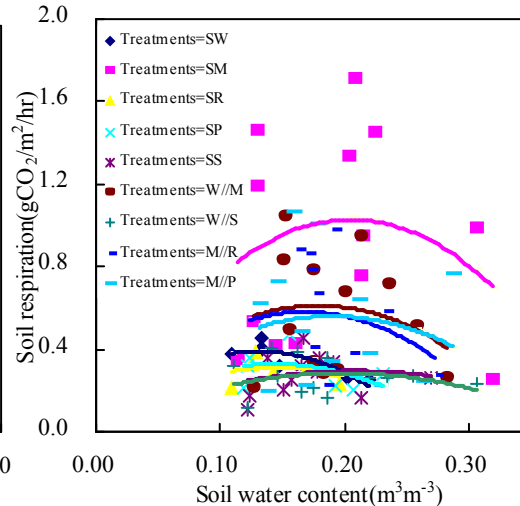 2.0
1.6
1.2
0.8
0.4
0.0
Soil respiration(gCO2/m²/hr)
Treatments=SW
Treatments=SM
Treatments=SR
Treatments=SP
Treatments=SS
Treatments=W//M
Treatments=W//S
Treatments=M//R
Treatments=M//P
0
0.00
0.10
0.20
0.30
Soil water content(m³m⁻³)